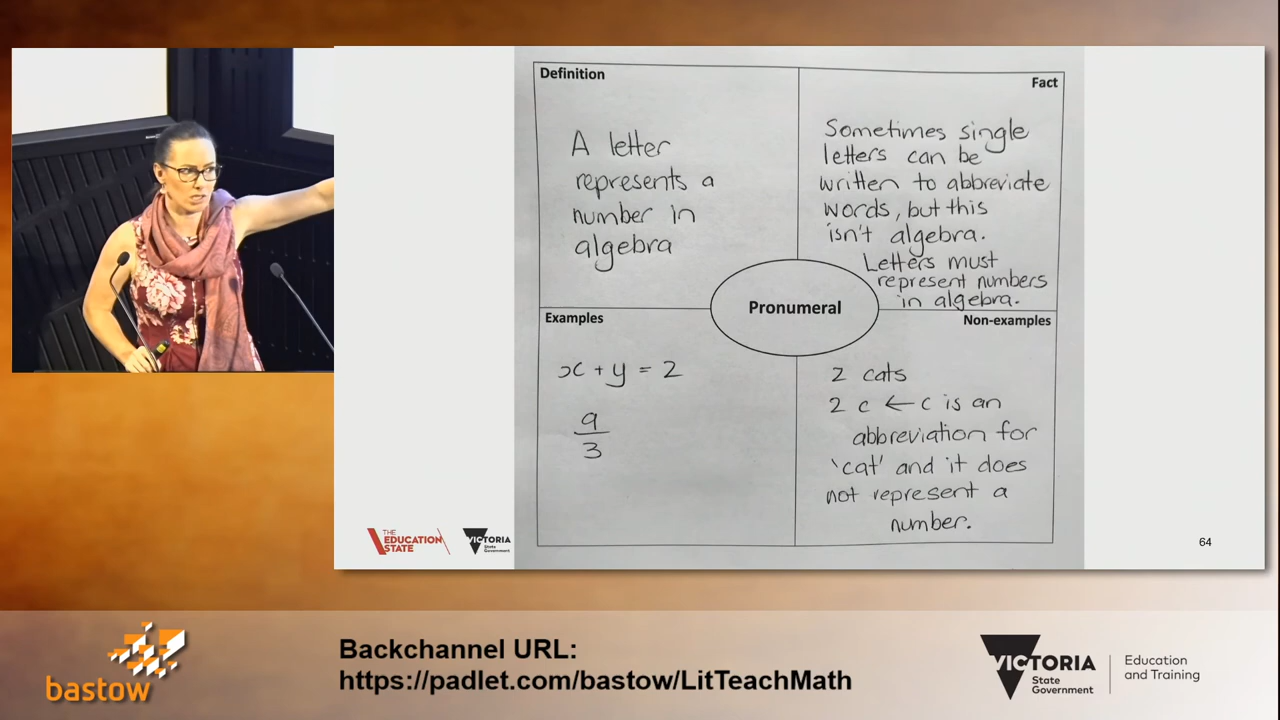 Definition
A letter
represents a
number in
algebra
Fact
Sometimes single
letters can be
written to abbreviate
words, but this
isn't algebra.
Letters must
represent numbers
in algebra.
Pronumeral
Examples
x + y = 2
a
3
Non-examples
2 cats
2 c ← c is an
abbreviation for
'cat' and it does
not represent a
number.
THE
EDUCATION
STATE
VICTORIA
State
Government
64
bastow
Backchannel URL:
https://padlet.com/bastow/LitTeachMath
VICTORIA
State
Government
Education
and Training